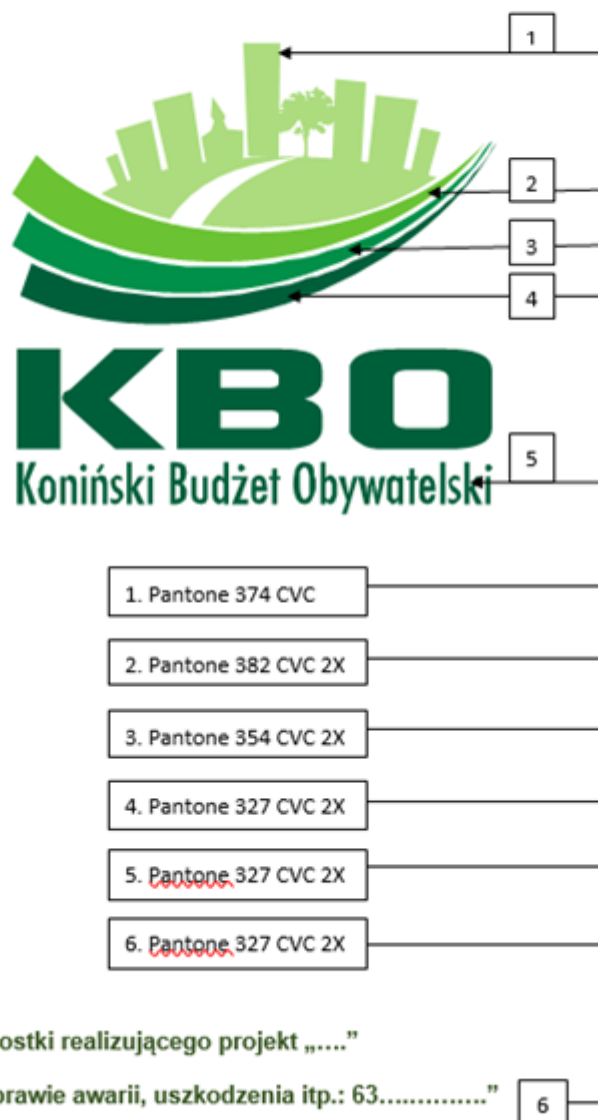 1
2
3
4
KBO
5
Koniński Budżet Obywatelski
1. Pantone 374 CVC
2. Pantone 382 CVC 2X
3. Pantone 354 CVC 2X
4. Pantone 327 CVC 2X
5. Pantone 327 CVC 2X
6. Pantone 327 CVC 2X
ostki realizującego projekt „....”
prawie awarii, uszkodzenia itp.: 63..............”
6